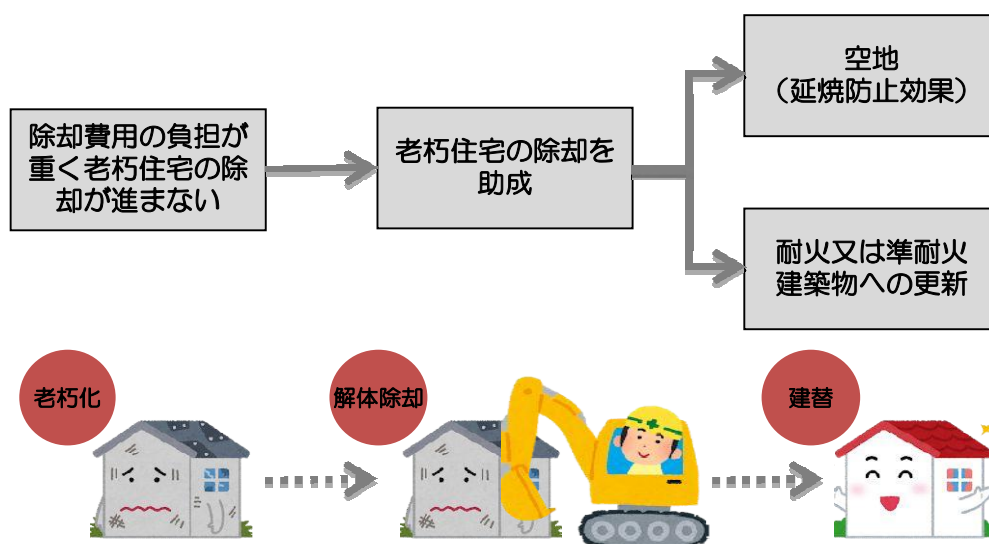 除却費用の負担が
重く老朽住宅の除
却が進まない
老朽住宅の除却を
助成
空地
（延焼防止効果）
耐火又は準耐火
建築物への更新
老朽化
解体除却
建替